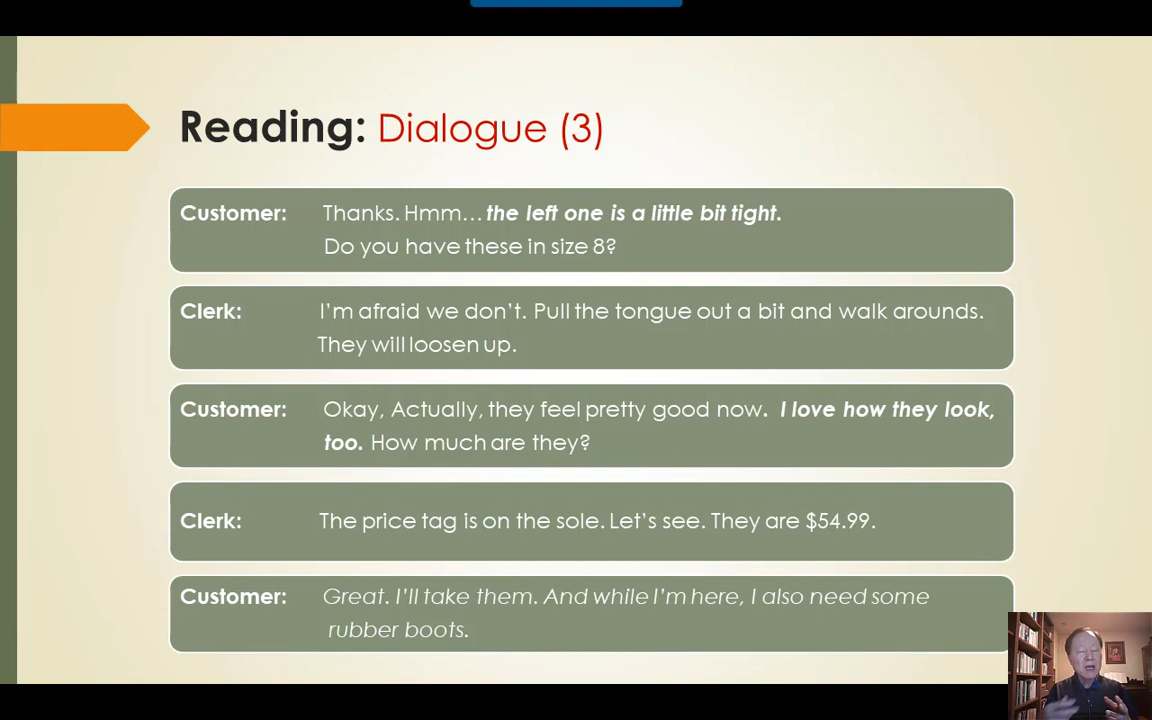 Reading: Dialogue (3)
Customer: Thanks. Hmm… the left one is a little bit tight.
Do you have these in size 8?
Clerk: I'm afraid we don't. Pull the tongue out a bit and walk arounds.
They will loosen up.
Customer: Okay, Actually, they feel pretty good now. I love how they look,
too. How much are they?
Clerk: The price tag is on the sole. Let's see. They are $54.99.
Customer: Great. I'll take them. And while I'm here, I also need some
rubber boots.